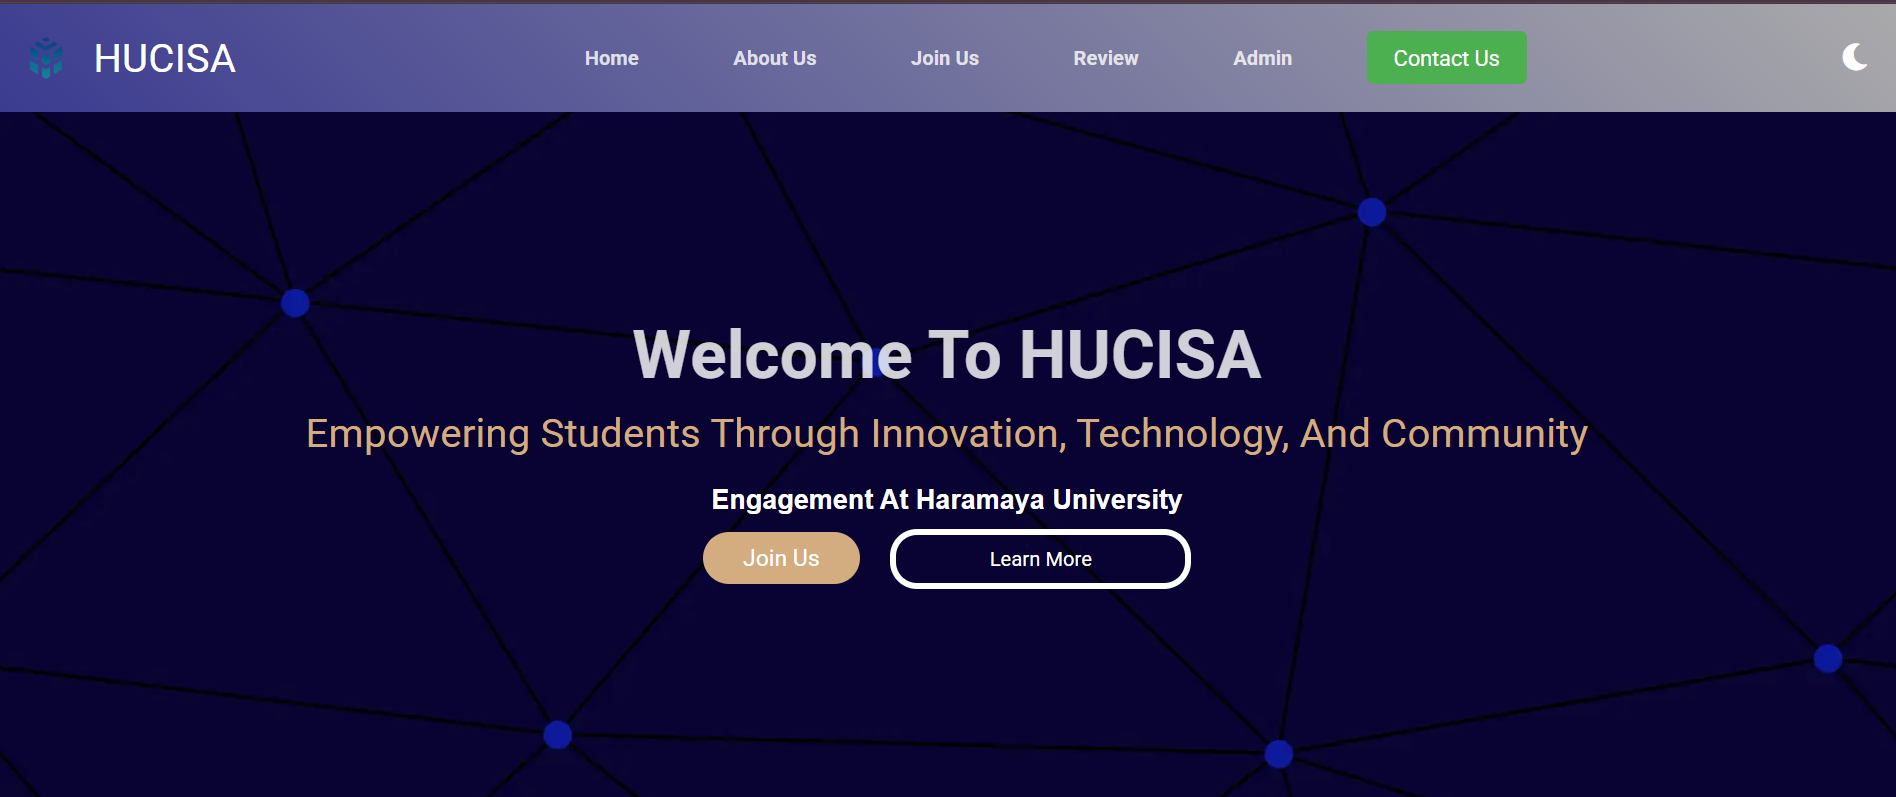 HUCISA
Home About Us Join Us Review Admin Contact Us
Welcome To HUCISA
Empowering Students Through Innovation, Technology, And Community
Engagement At Haramaya University
Join Us Learn More